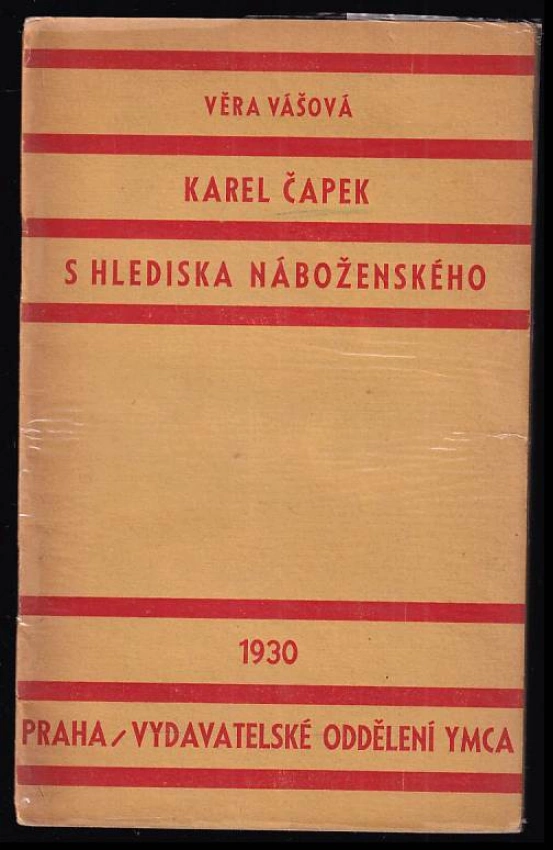 VĚRA VÁŠOVÁ
KAREL ČAPEK
S HLEDISKA NÁBOŽENSKÉHO
1930
PRAHA / VYDAVATELSKÉ ODDĚLENÍ YMCA